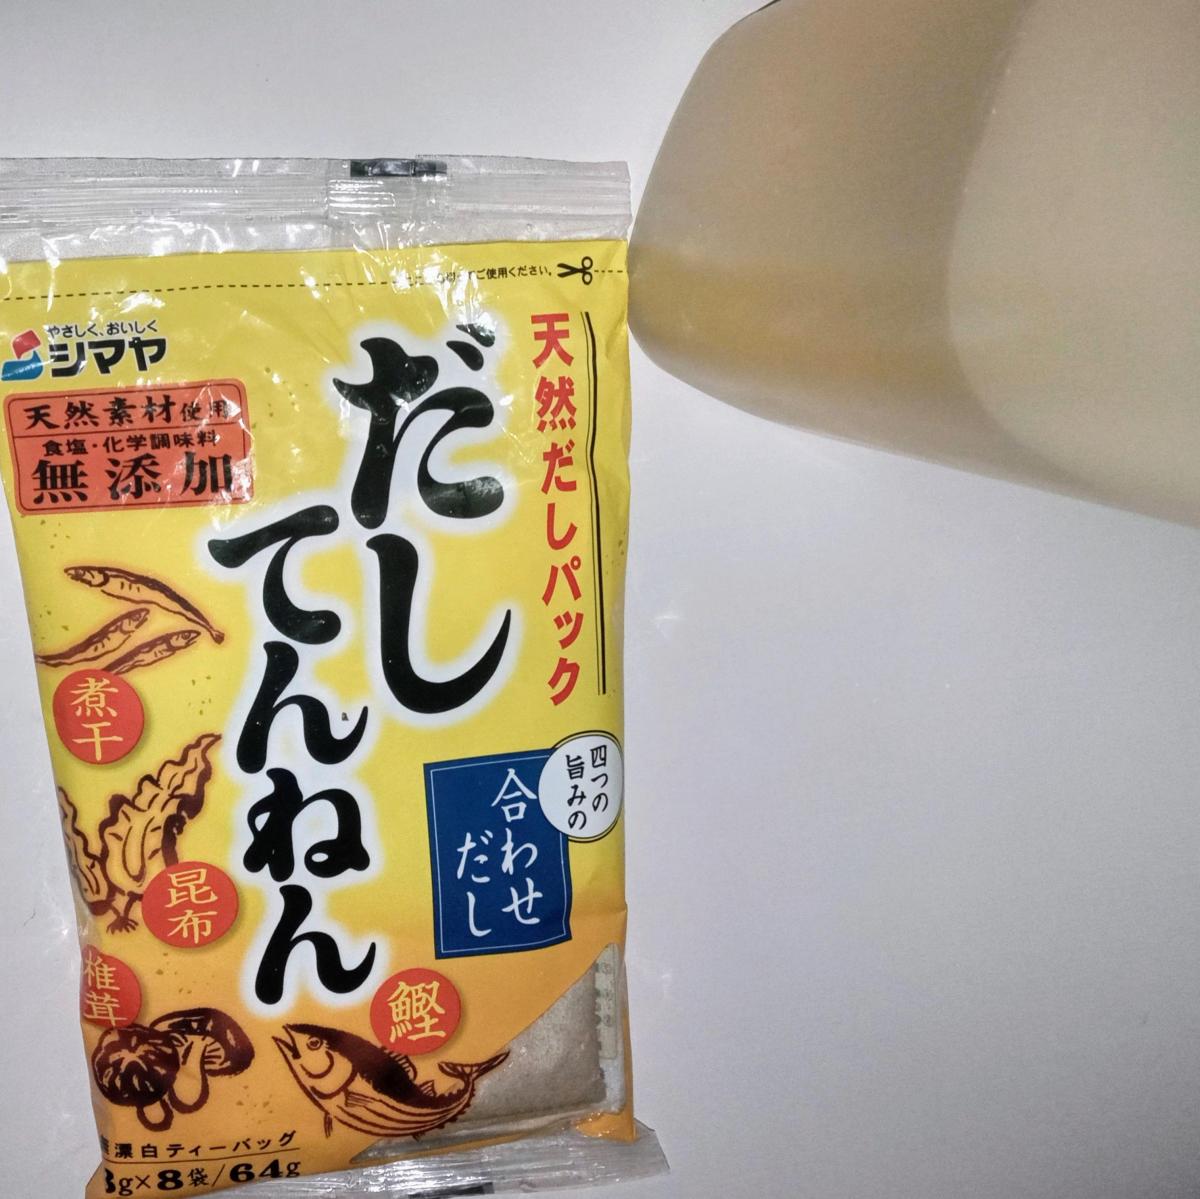 ご使用ください。
やさしく、おいしく
シマヤ
天然素材使用
食塩・化学調味料
無添加
天然だしパック
だし
てんねん
四つの
旨みの
合わせ
だし
煮干
昆布
椎茸
鰹
漂白ティーバッグ
8g×8袋/64g